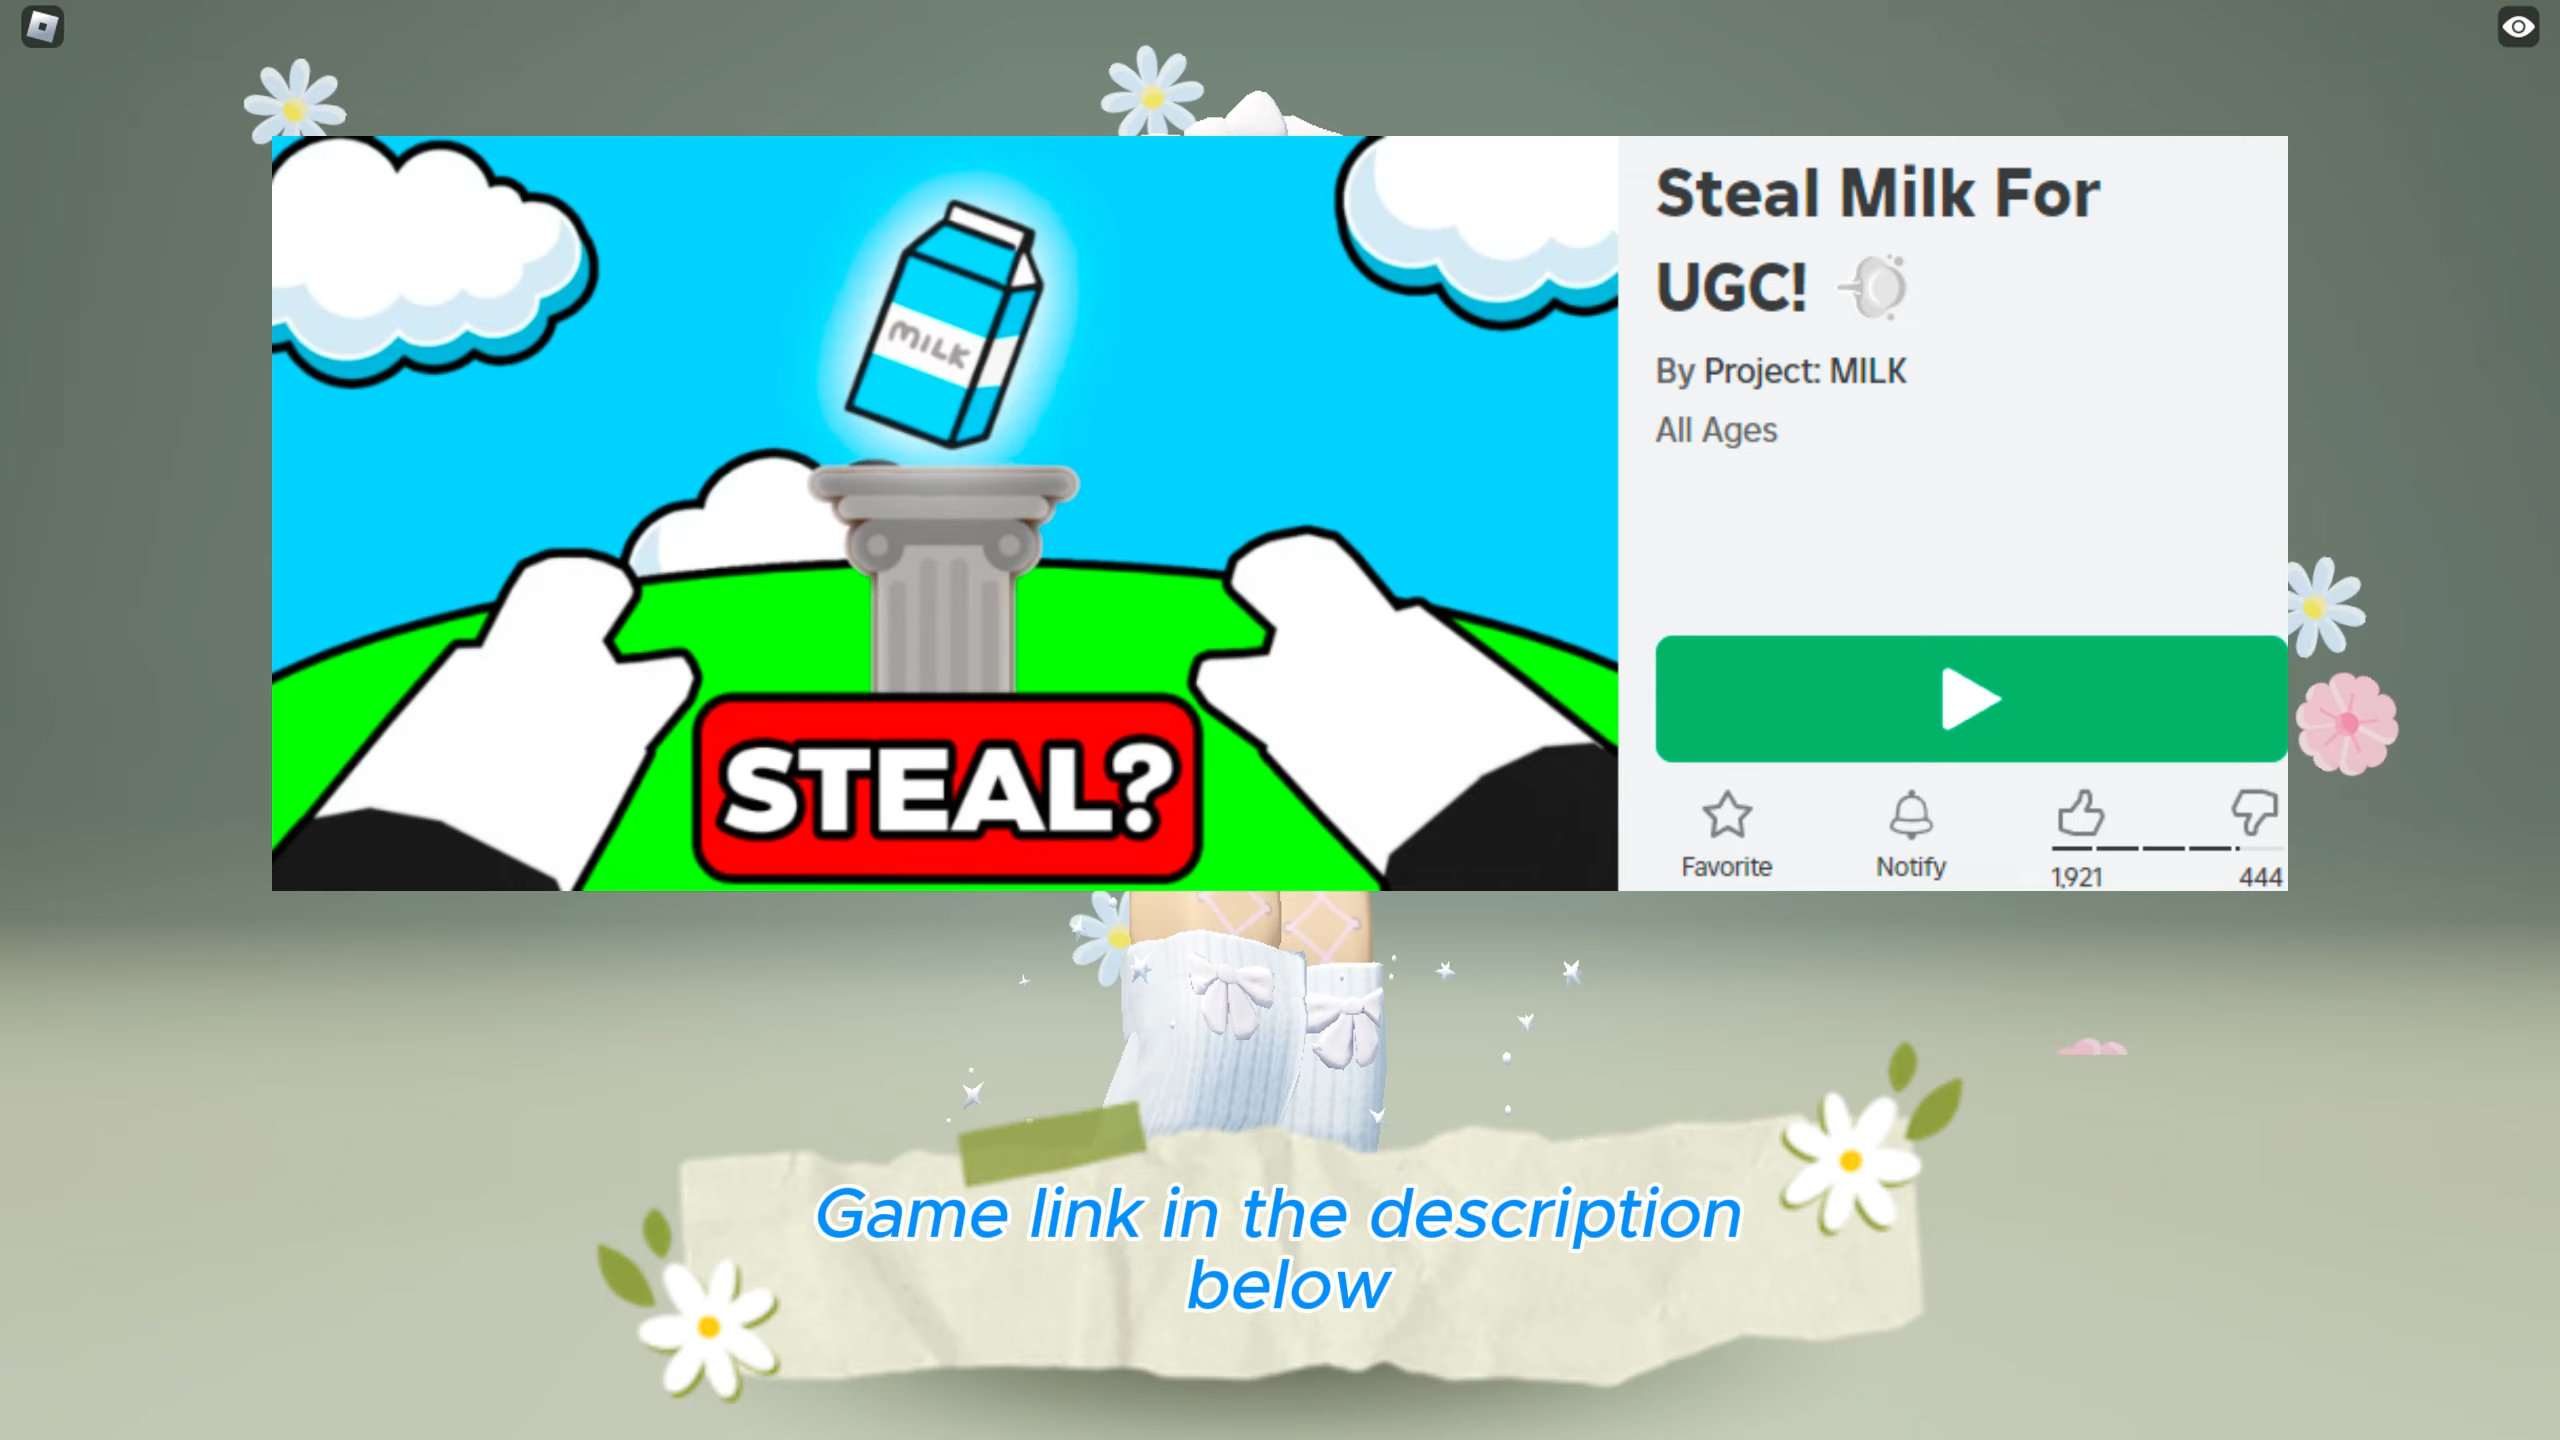 MILK
STEAL?
Steal Milk For
UGC!
By Project: MILK
All Ages
Favorite
Notify
1,921
444
Game link in the description
below